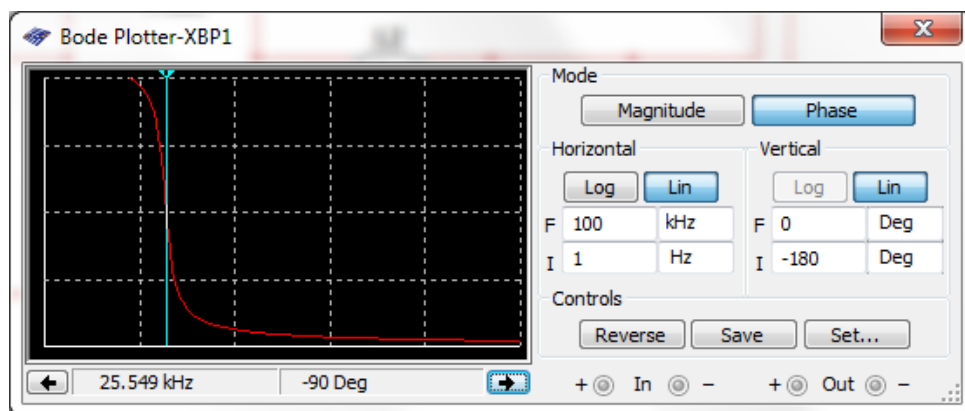 Bode Plotter-XBP1
x
Mode
Magnitude Phase
Horizontal Vertical
Log Lin Log Lin
F 100 kHz F 0 Deg
I 1 Hz I -180 Deg
Controls
Reverse Save Set...
25.549 kHz -90 Deg + In - + Out -